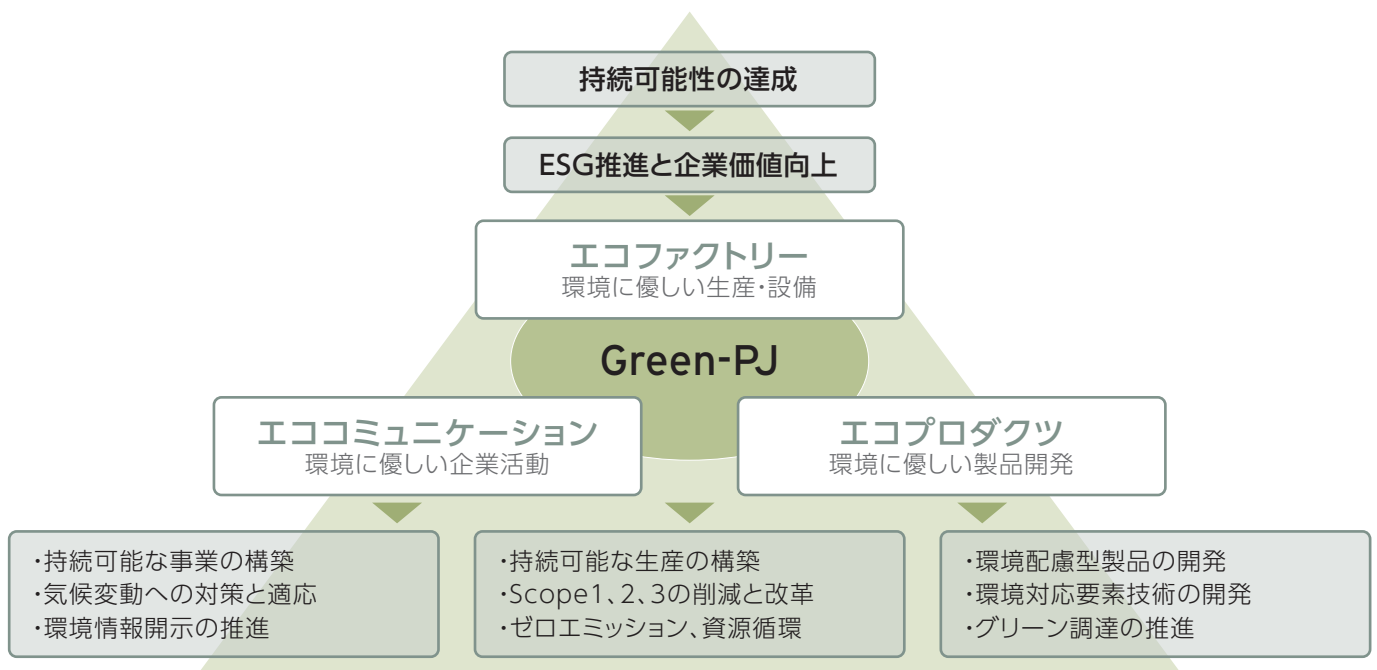 持続可能性の達成
ESG推進と企業価値向上
エコファクトリー
環境に優しい生産・設備
Green-PJ
エココミュニケーション
環境に優しい企業活動
エコプロダクツ
環境に優しい製品開発
・持続可能な事業の構築
・気候変動への対策と適応
・環境情報開示の推進
・持続可能な生産の構築
・Scope1、2、3の削減と改革
・ゼロエミッション、資源循環
・環境配慮型製品の開発
・環境対応要素技術の開発
・グリーン調達の推進